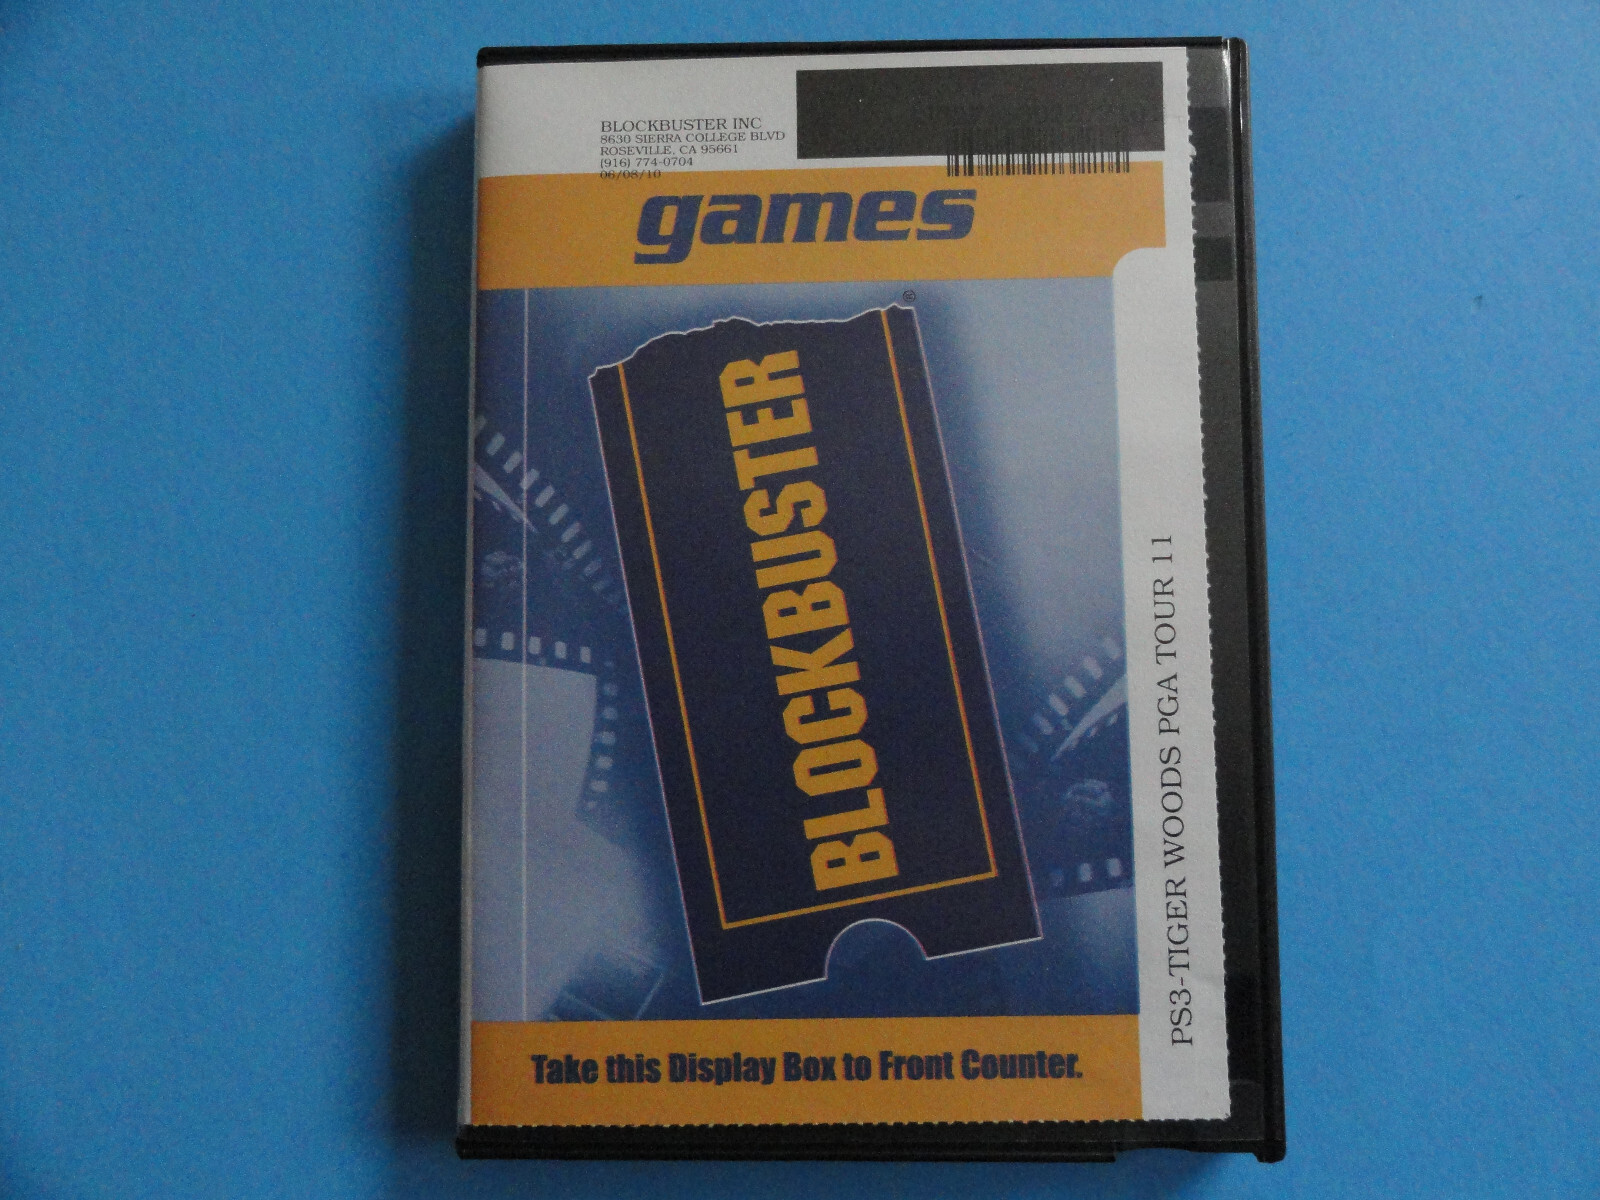 BLOCKBUSTER INC
8630 SIERRA COLLEGE BLVD
ROSEVILLE, CA 95661
(916) 774-0704
06/08/10
games
®
BLOCKBUSTER
PS3-TIGER WOODS PGA TOUR 11
Take this Display Box to Front Counter.